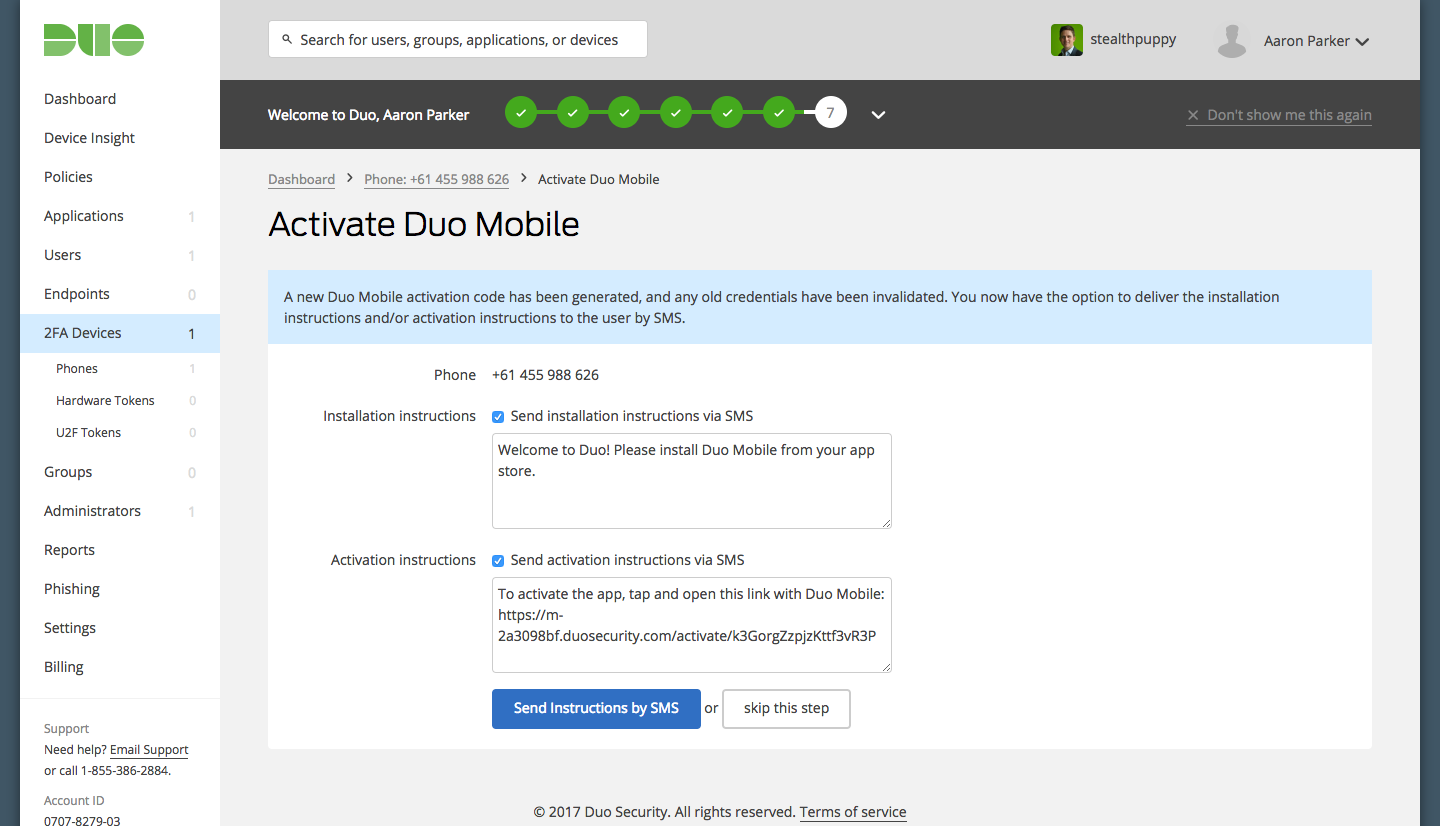 DUO
Search for users, groups, applications, or devices
stealthpuppy
Aaron Parker
Welcome to Duo, Aaron Parker
7
Don't show me this again
Dashboard
Device Insight
Policies
Applications 1
Users 1
Endpoints 0
2FA Devices 1
Phones 1
Hardware Tokens 0
U2F Tokens 0
Groups 0
Administrators 1
Reports
Phishing
Settings
Billing
Support
Need help? Email Support
or call 1-855-386-2884.
Account ID
0707-8279-03
Dashboard > Phone: +61 455 988 626 > Activate Duo Mobile
Activate Duo Mobile
A new Duo Mobile activation code has been generated, and any old credentials have been invalidated. You now have the option to deliver the installation
instructions and/or activation instructions to the user by SMS.
Phone +61 455 988 626
Installation instructions Send installation instructions via SMS
Welcome to Duo! Please install Duo Mobile from your app
store.
Activation instructions Send activation instructions via SMS
To activate the app, tap and open this link with Duo Mobile:
https://m-
2a3098bf.duosecurity.com/activate/k3GorgZzpjzKttf3vR3P
Send Instructions by SMS or skip this step
© 2017 Duo Security. All rights reserved. Terms of service